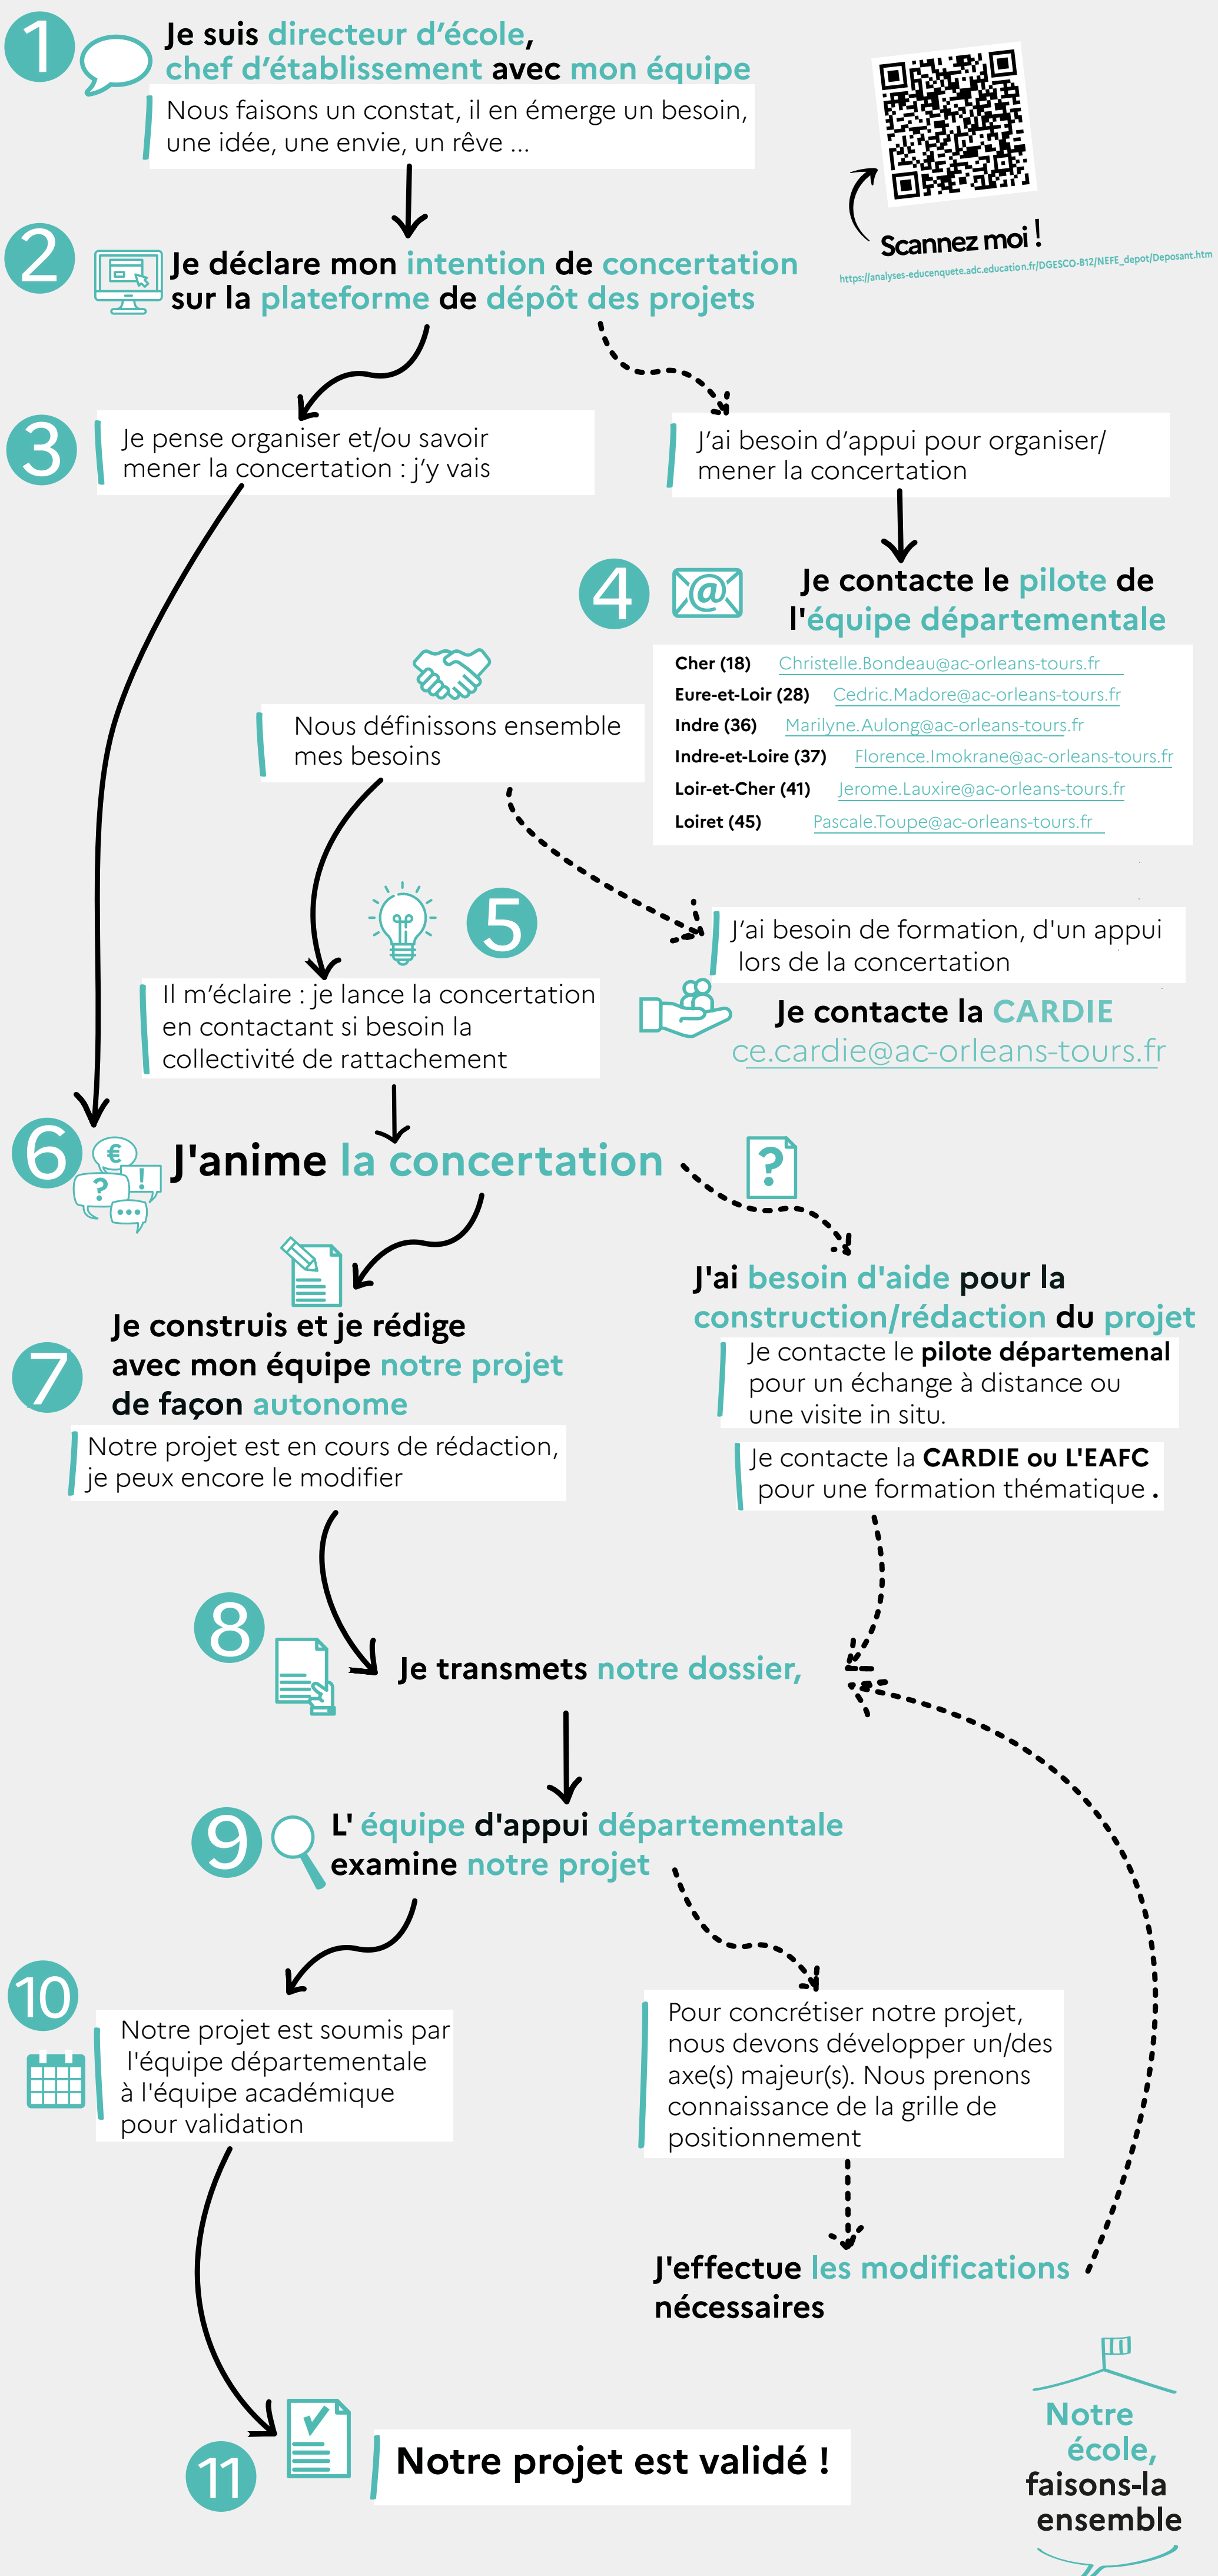 1
Je suis directeur d’école,
chef d’établissement avec mon équipe
Nous faisons un constat, il en émerge un besoin,
une idée, une envie, un rêve ...
Scannez moi !
https://analyses-educenquete.adc.education.fr/DGESCO-B12/NEFE_depot/Deposant.htm
2
Je déclare mon intention de concertation
sur la plateforme de dépôt des projets
3
Je pense organiser et/ou savoir
mener la concertation : j’y vais
J’ai besoin d’appui pour organiser/
mener la concertation
4
@
Je contacte le pilote de
l'équipe départementale
Cher (18) Christelle.Bondeau@ac-orleans-tours.fr
Eure-et-Loir (28) Cedric.Madore@ac-orleans-tours.fr
Indre (36) Marilyne.Aulong@ac-orleans-tours.fr
Indre-et-Loire (37) Florence.Imokrane@ac-orleans-tours.fr
Loir-et-Cher (41) Jerome.Lauxire@ac-orleans-tours.fr
Loiret (45) Pascale.Toupe@ac-orleans-tours.fr
Nous définissons ensemble
mes besoins
5
Il m’éclaire : je lance la concertation
en contactant si besoin la
collectivité de rattachement
J’ai besoin de formation, d'un appui
lors de la concertation
Je contacte la CARDIE
ce.cardie@ac-orleans-tours.fr
6
€
?
!
...
J'anime la concertation
?
J'ai besoin d'aide pour la
construction/rédaction du projet
Je contacte le pilote départemenal
pour un échange à distance ou
une visite in situ.
Je contacte la CARDIE ou L'EAFC
pour une formation thématique .
7
Je construis et je rédige
avec mon équipe notre projet
de façon autonome
Notre projet est en cours de rédaction,
je peux encore le modifier
8
Je transmets notre dossier,
9
L' équipe d'appui départementale
examine notre projet
10
Notre projet est soumis par
l'équipe départementale
à l'équipe académique
pour validation
Pour concrétiser notre projet,
nous devons développer un/des
axe(s) majeur(s). Nous prenons
connaissance de la grille de
positionnement
J'effectue les modifications
nécessaires
11
Notre projet est validé !
Notre
école,
faisons-la
ensemble